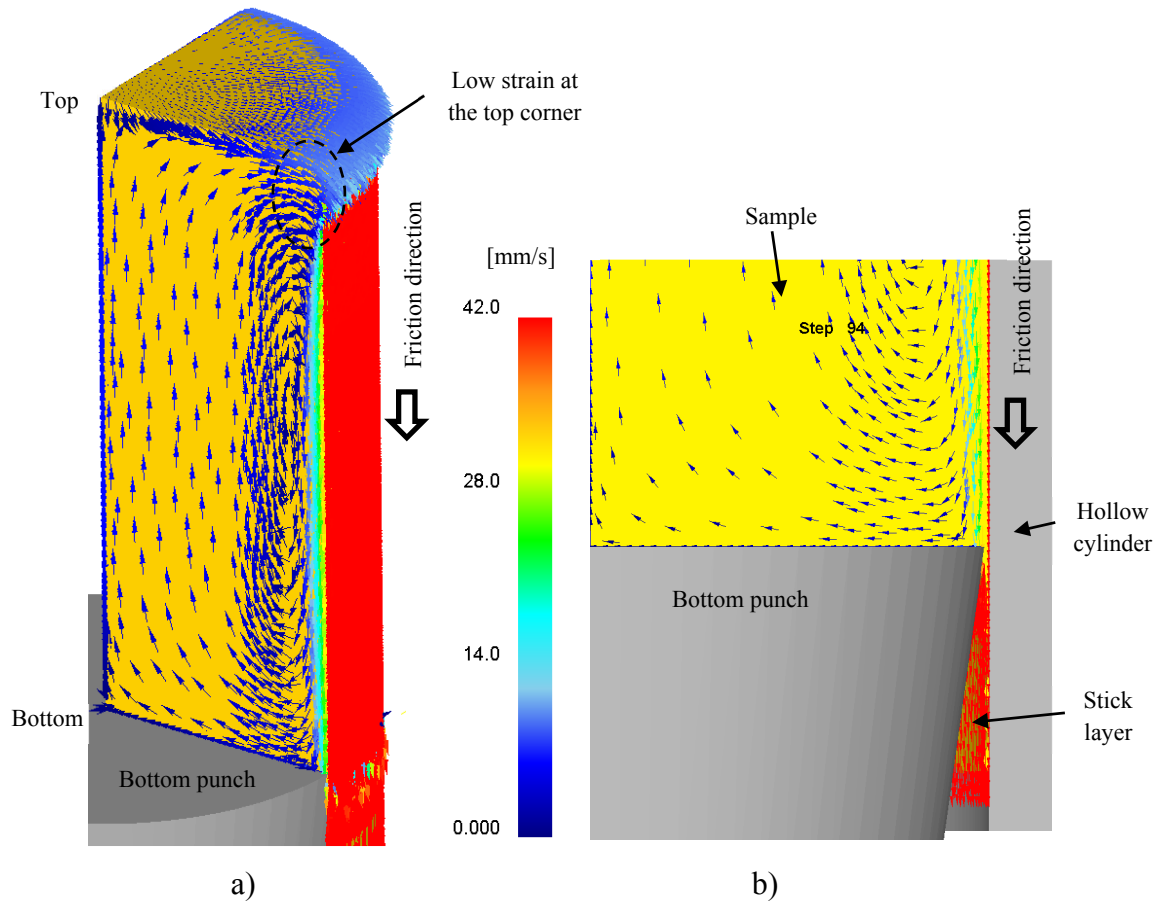 Top
Low strain at
the top corner
Friction direction
[mm/s]
42.0
28.0
14.0
0.000
Bottom
Bottom punch
a)
Sample
Step 94
Friction direction
Hollow
cylinder
Bottom punch
Stick
layer
b)